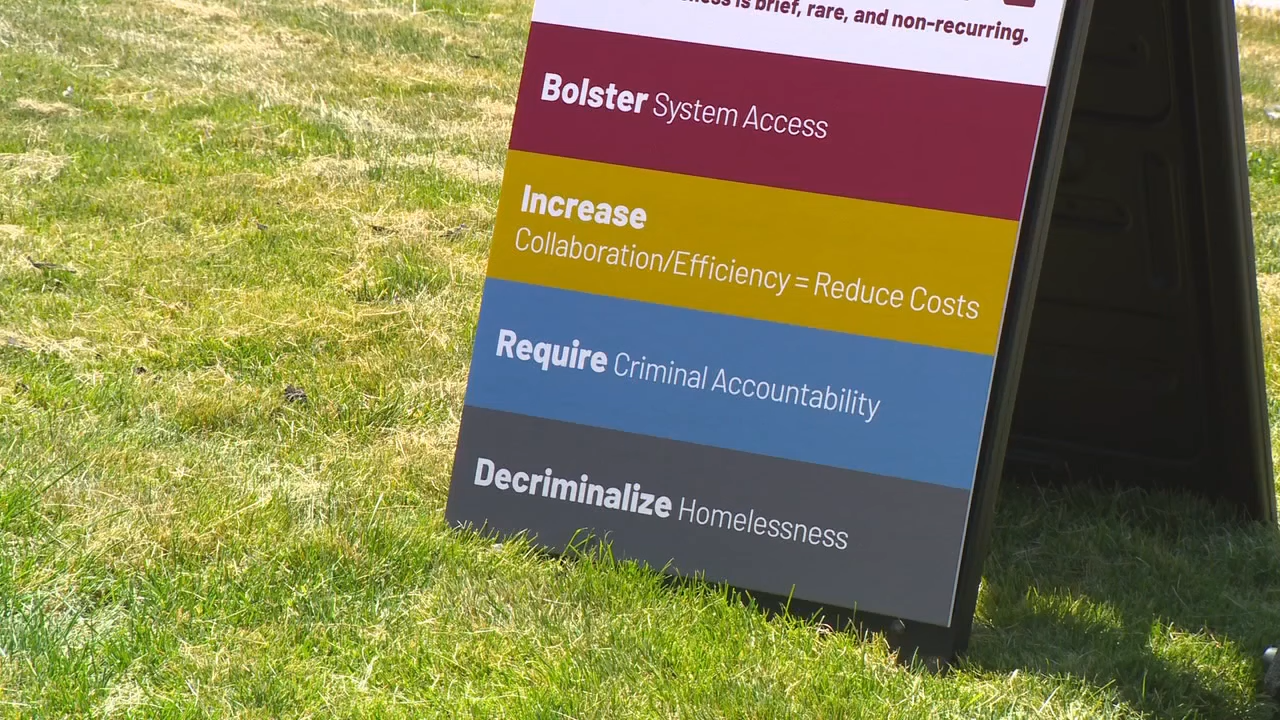 is brief, rare, and non-recurring.
Bolster System Access
Increase
Collaboration/Efficiency = Reduce Costs
Require Criminal Accountability
Decriminalize Homelessness